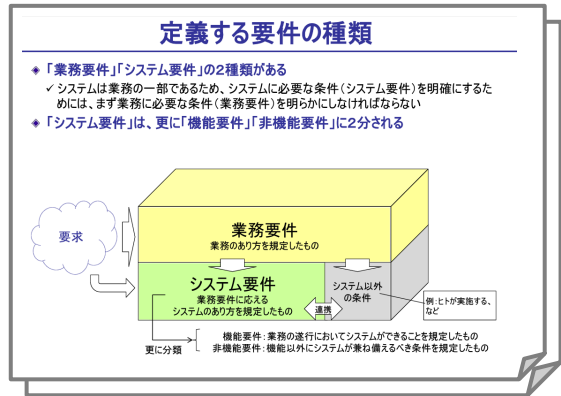 定義する要件の種類
「業務要件」「システム要件」の2種類がある
✓ システムは業務の一部であるため、システムに必要な条件（システム要件）を明確にするた
めには、まず業務に必要な条件（業務要件）を明らかにしなければならない
「システム要件」は、更に「機能要件」「非機能要件」に2分される
要求
業務要件
業務のあり方を規定したもの
システム要件
業務要件に応える
システムのあり方を規定したもの
システム以外
の条件
連携
例:ヒトが実施する、
など
更に分類
機能要件:業務の遂行においてシステムができることを規定したもの
非機能要件:機能以外にシステムが兼ね備えるべき条件を規定したもの